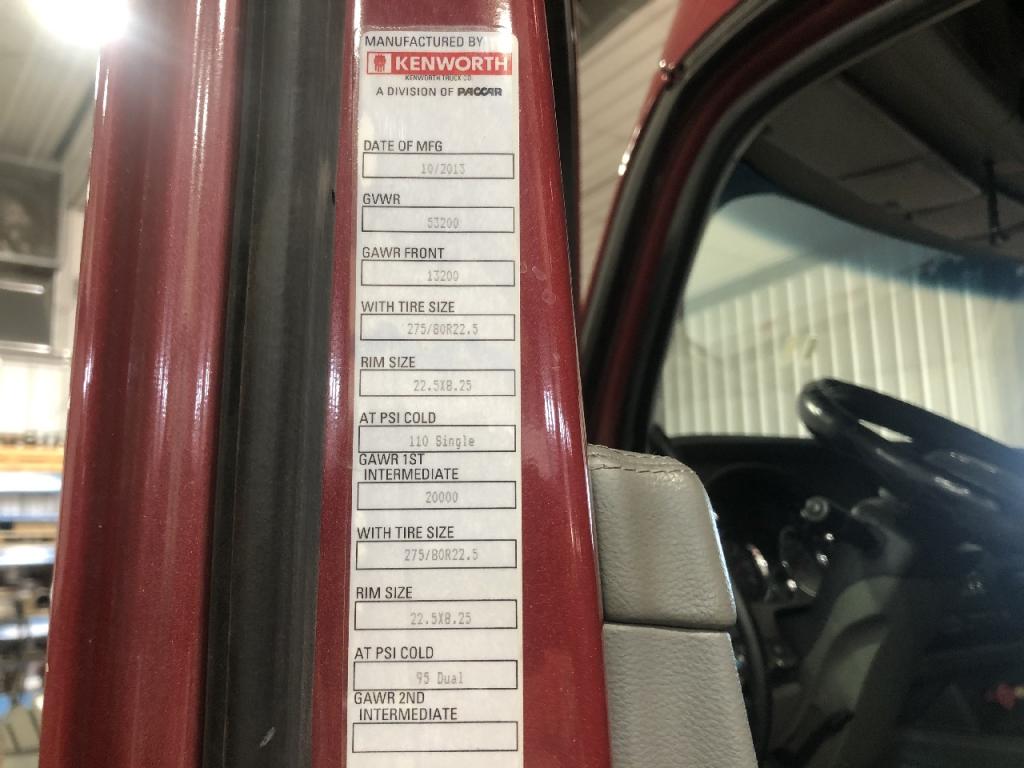 MANUFACTURED BY
KENWORTH
KENWORTH TRUCK CO.
A DIVISION OF PACCAR
DATE OF MFG
10/2013
GVWR
53200
GAWR FRONT
13200
WITH TIRE SIZE
275/80R22.5
RIM SIZE
22.5X8.25
AT PSI COLD
110 Single
GAWR 1ST
INTERMEDIATE
20000
WITH TIRE SIZE
275/80R22.5
RIM SIZE
22.5X8.25
AT PSI COLD
95 Dual
GAWR 2ND
INTERMEDIATE